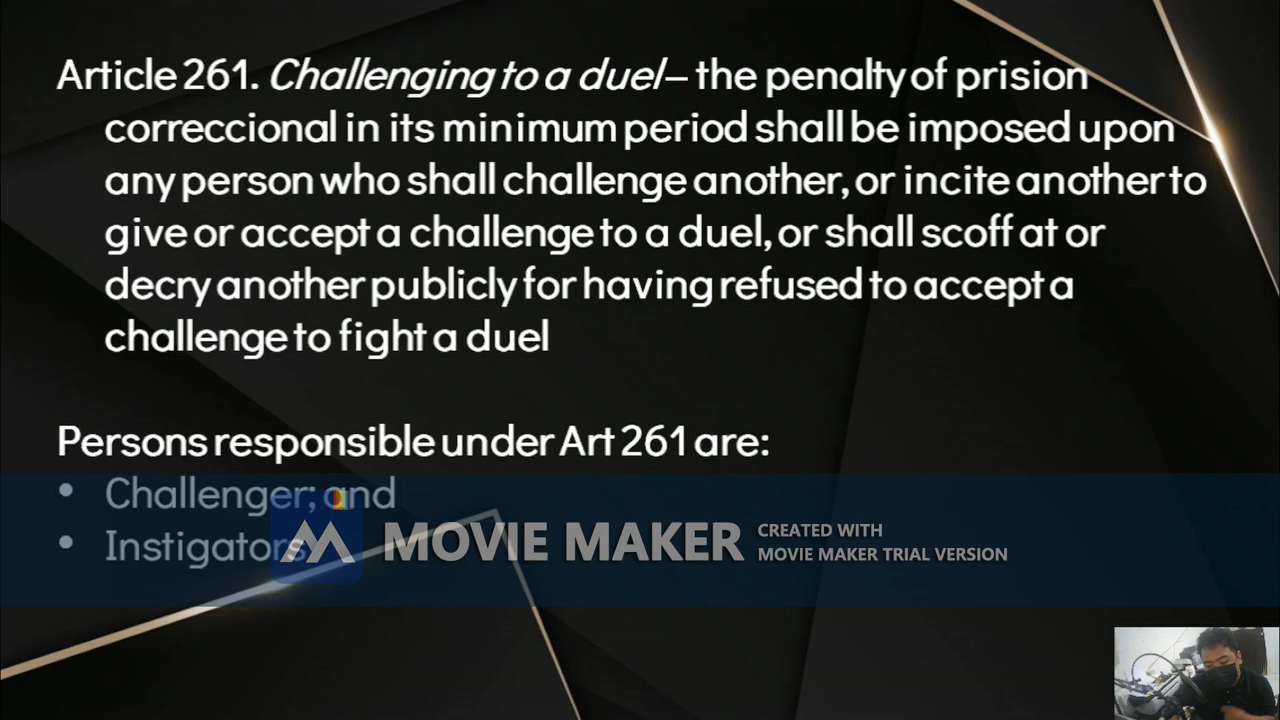 Article 261. Challenging to a duel – the penalty of prision
correccional in its minimum period shall be imposed upon
any person who shall challenge another, or incite another to
give or accept a challenge to a duel, or shall scoff at or
decry another publicly for having refused to accept a
challenge to fight a duel
Persons responsible under Art 261 are:
• Challenger; and
• Instigators
MOVIE MAKER
CREATED WITH
MOVIE MAKER TRIAL VERSION